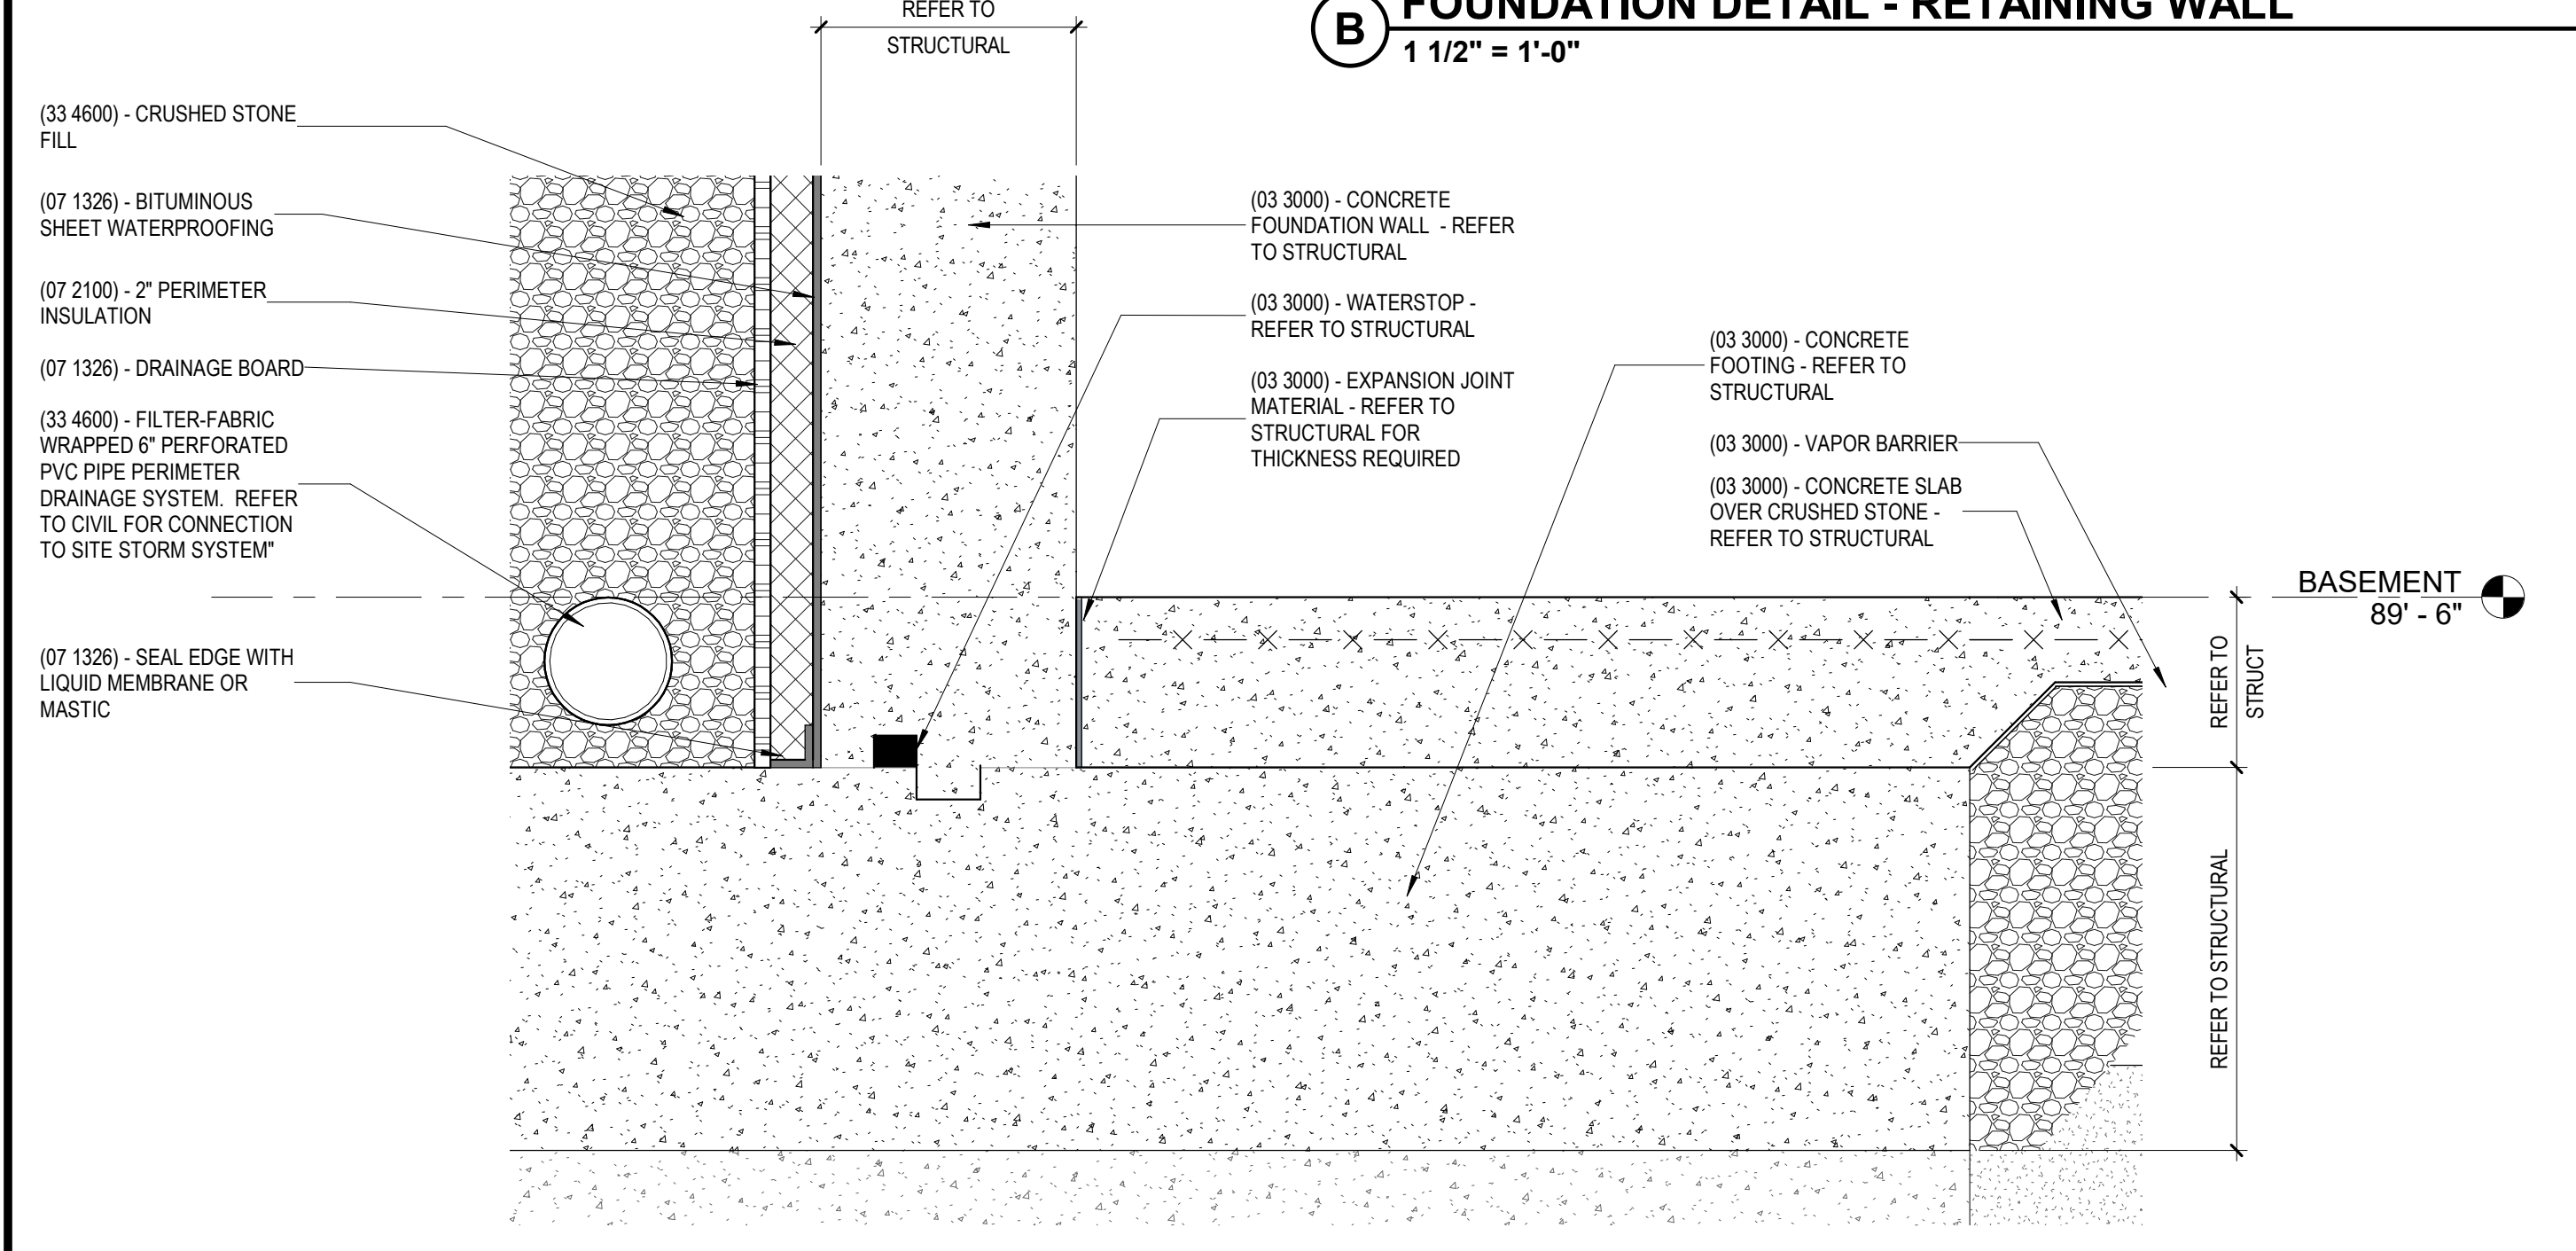 REFER TO
STRUCTURAL
B
FOUNDATION DETAIL - RETAINING WALL
1 1/2" = 1'-0"
(33 4600) - CRUSHED STONE
FILL
(07 1326) - BITUMINOUS
SHEET WATERPROOFING
(07 2100) - 2" PERIMETER
INSULATION
(07 1326) - DRAINAGE BOARD
(33 4600) - FILTER-FABRIC
WRAPPED 6" PERFORATED
PVC PIPE PERIMETER
DRAINAGE SYSTEM. REFER
TO CIVIL FOR CONNECTION
TO SITE STORM SYSTEM"
(07 1326) - SEAL EDGE WITH
LIQUID MEMBRANE OR
MASTIC
(03 3000) - CONCRETE
FOUNDATION WALL - REFER
TO STRUCTURAL
(03 3000) - WATERSTOP -
REFER TO STRUCTURAL
(03 3000) - EXPANSION JOINT
MATERIAL - REFER TO
STRUCTURAL FOR
THICKNESS REQUIRED
(03 3000) - CONCRETE
FOOTING - REFER TO
STRUCTURAL
(03 3000) - VAPOR BARRIER
(03 3000) - CONCRETE SLAB
OVER CRUSHED STONE -
REFER TO STRUCTURAL
BASEMENT
89' - 6"
REFER TO
STRUCT
REFER TO STRUCTURAL